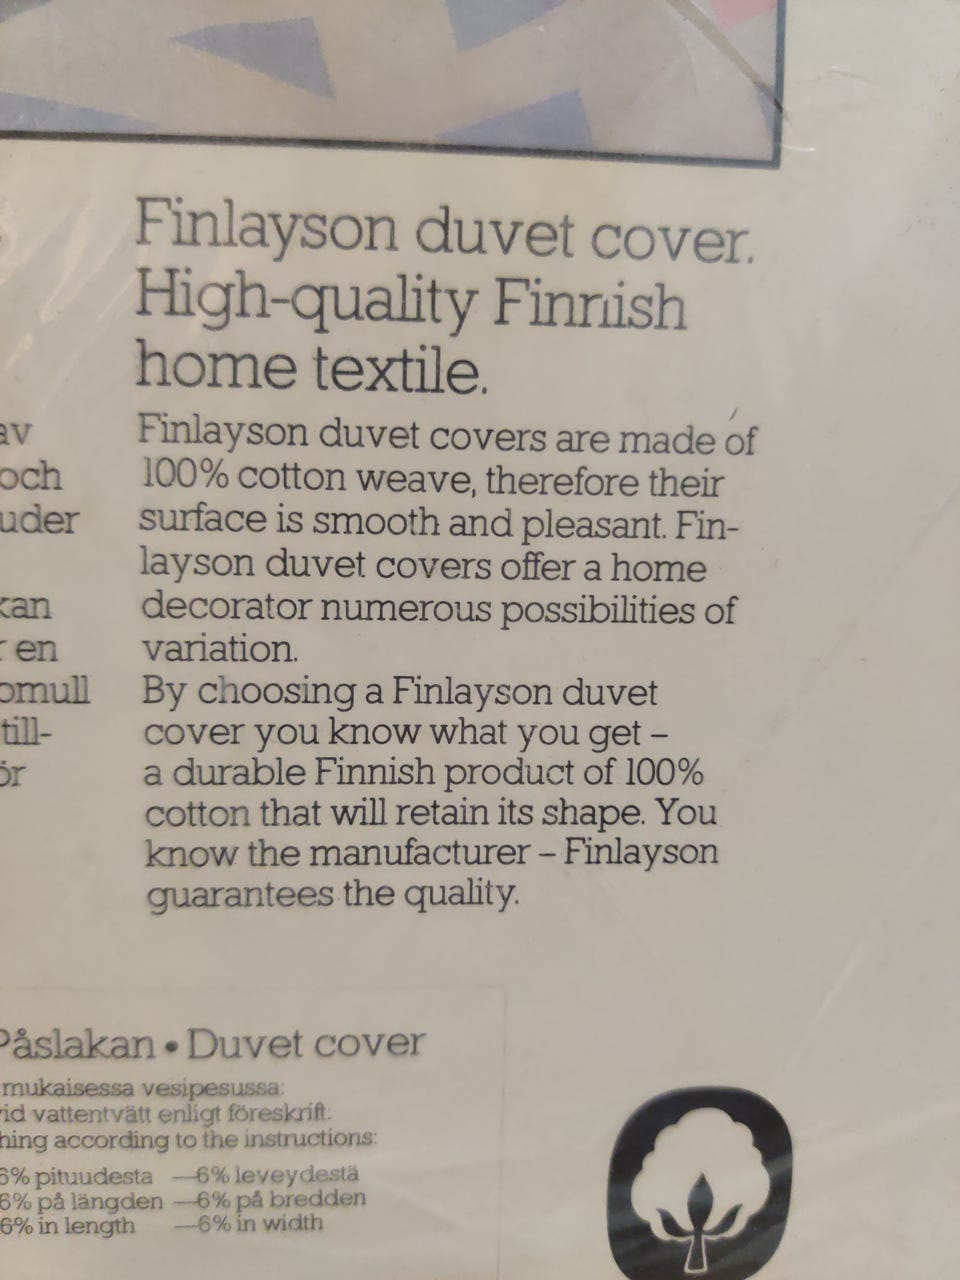 Finlayson duvet cover.
High-quality Finnish
home textile.
av
och
uder
kan
en
omull
till-
ör
Finlayson duvet covers are made of
100% cotton weave, therefore their
surface is smooth and pleasant. Fin-
layson duvet covers offer a home
decorator numerous possibilities of
variation.
By choosing a Finlayson duvet
cover you know what you get –
a durable Finnish product of 100%
cotton that will retain its shape. You
know the manufacturer – Finlayson
guarantees the quality.
Påslakan • Duvet cover
mukaisessa vesipesussa:
id vattentvätt enligt föreskrift:
hing according to the instructions:
6% pituudesta —6% leveydestä
6% på längden —6% på bredden
6% in length —6% in width